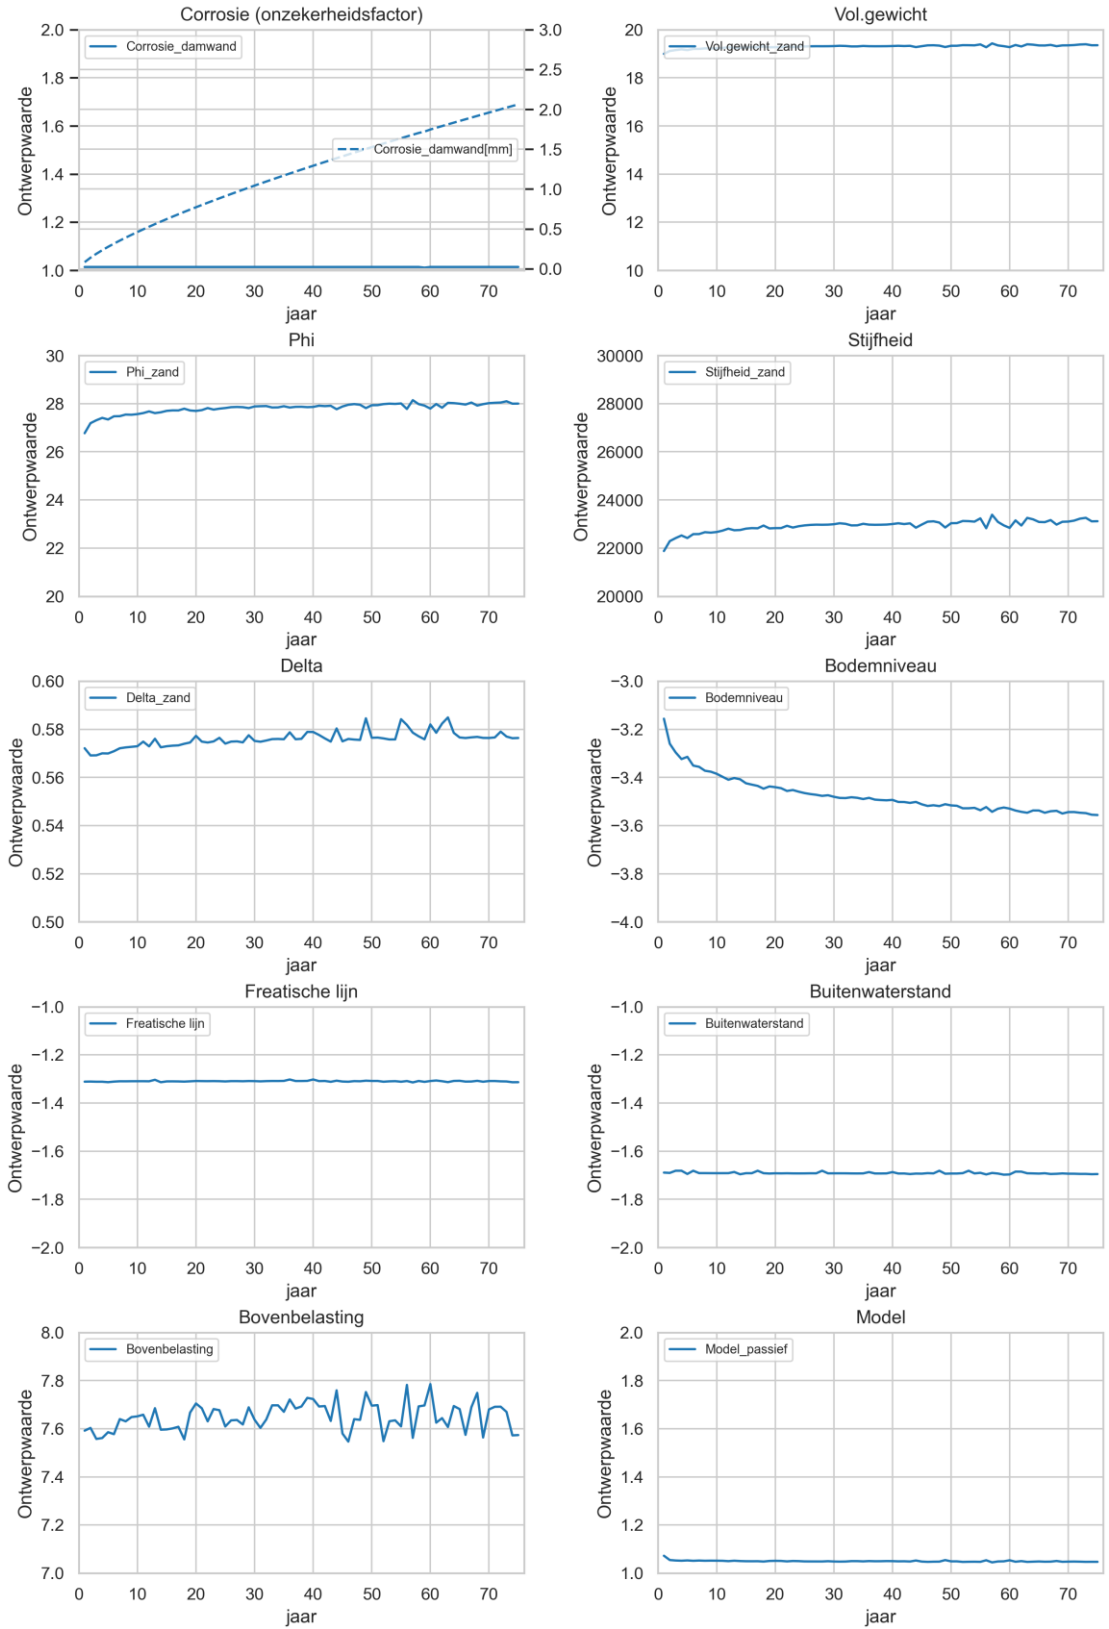 Corrosie (onzekerheidsfactor)
Ontwerpwaarde
2.0
1.8
1.6
1.4
1.2
1.0
3.0
2.5
2.0
1.5
1.0
0.5
0.0
Corrosie_damwand
Corrosie_damwand[mm]
0 10 20 30 40 50 60 70
jaar
Vol.gewicht
Ontwerpwaarde
20
18
16
14
12
10
Vol.gewicht_zand
0 10 20 30 40 50 60 70
jaar
Phi
Ontwerpwaarde
30
28
26
24
22
20
Phi_zand
0 10 20 30 40 50 60 70
jaar
Stijfheid
Ontwerpwaarde
30000
28000
26000
24000
22000
20000
Stijfheid_zand
0 10 20 30 40 50 60 70
jaar
Delta
Ontwerpwaarde
0.60
0.58
0.56
0.54
0.52
0.50
Delta_zand
0 10 20 30 40 50 60 70
jaar
Bodemniveau
Ontwerpwaarde
−3.0
−3.2
−3.4
−3.6
−3.8
−4.0
Bodemniveau
0 10 20 30 40 50 60 70
jaar
Freatische lijn
Ontwerpwaarde
−1.0
−1.2
−1.4
−1.6
−1.8
−2.0
Freatische lijn
0 10 20 30 40 50 60 70
jaar
Buitenwaterstand
Ontwerpwaarde
−1.0
−1.2
−1.4
−1.6
−1.8
−2.0
Buitenwaterstand
0 10 20 30 40 50 60 70
jaar
Bovenbelasting
Ontwerpwaarde
8.0
7.8
7.6
7.4
7.2
7.0
Bovenbelasting
0 10 20 30 40 50 60 70
jaar
Model
Ontwerpwaarde
2.0
1.8
1.6
1.4
1.2
1.0
Model_passief
0 10 20 30 40 50 60 70
jaar